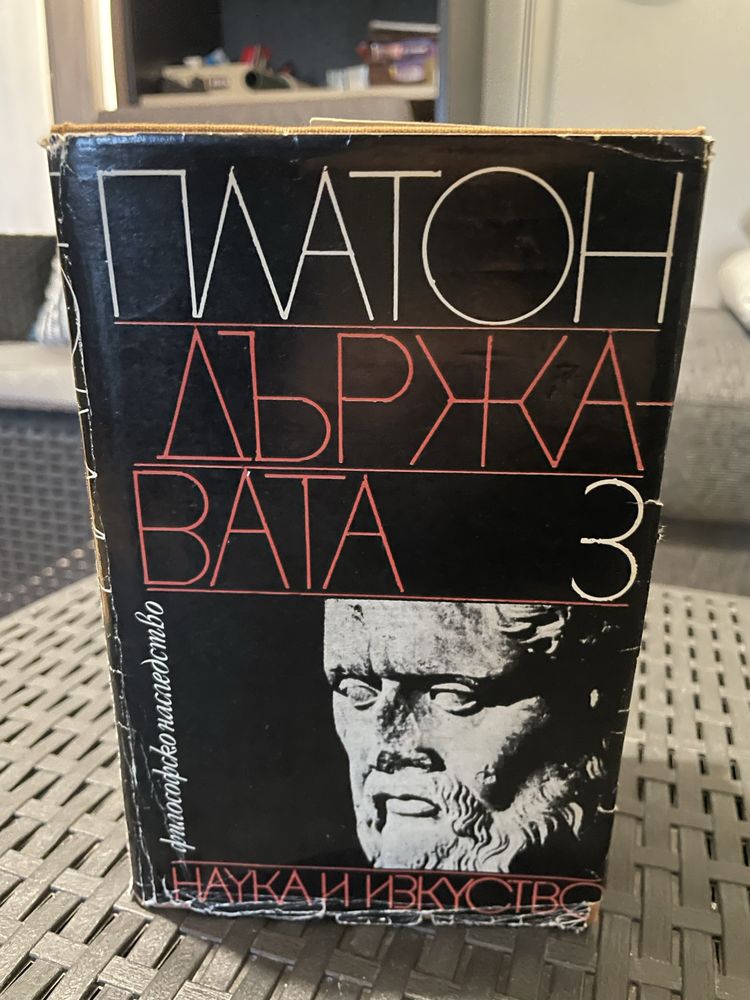 ПЛАТОН
ДЪРЖА-
ВАТА 3
философско наследство
НАУКА И ИЗКУСТВО